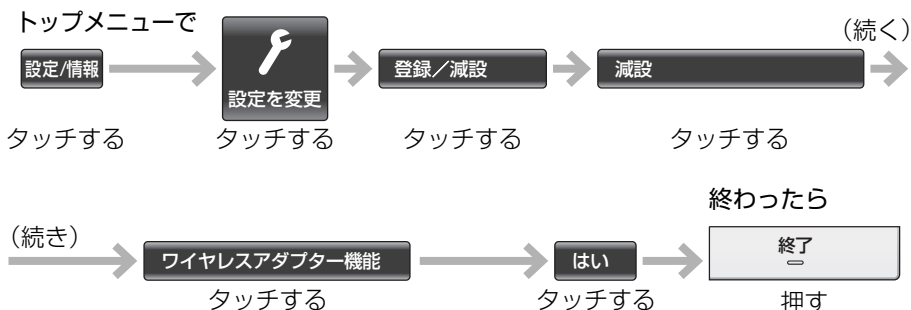 トップメニューで
(続く)
設定/情報
設定を変更
登録／減設
減設
タッチする
タッチする
タッチする
タッチする
終わったら
(続き)
ワイヤレスアダプター機能
はい
終了
タッチする
タッチする
押す